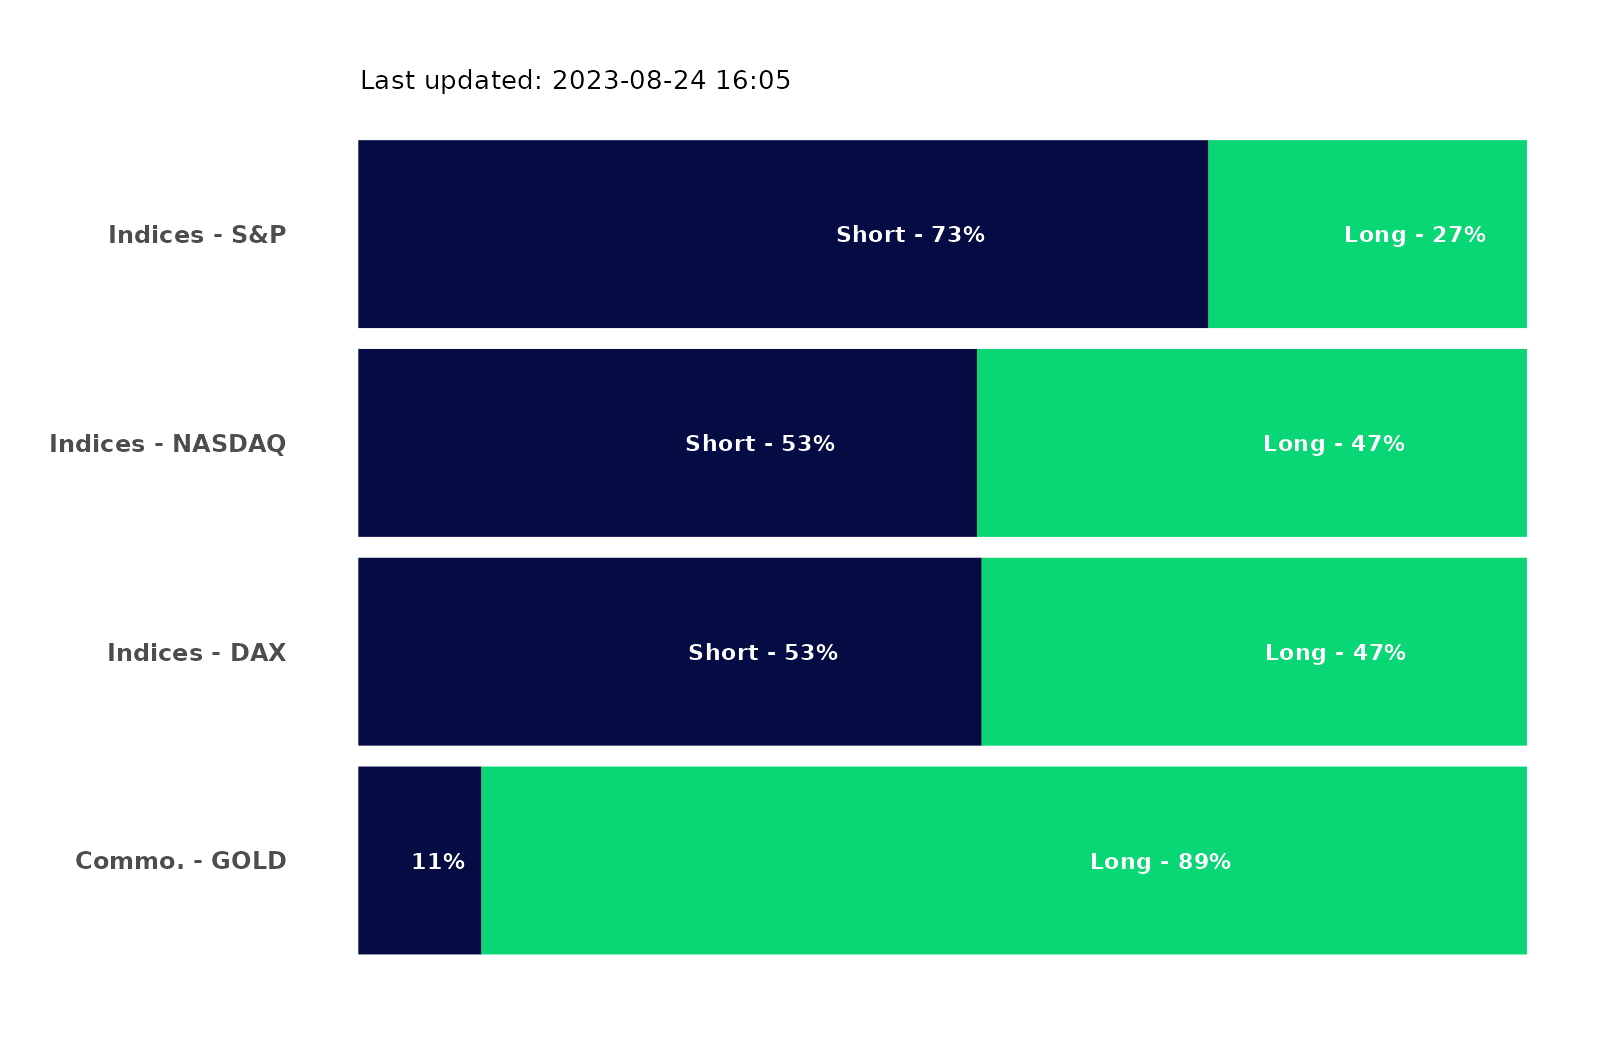 Last updated: 2023-08-24 16:05
Indices - S&P
Short - 73%
Long - 27%
Indices - NASDAQ
Short - 53%
Long - 47%
Indices - DAX
Short - 53%
Long - 47%
Commo. - GOLD
11%
Long - 89%